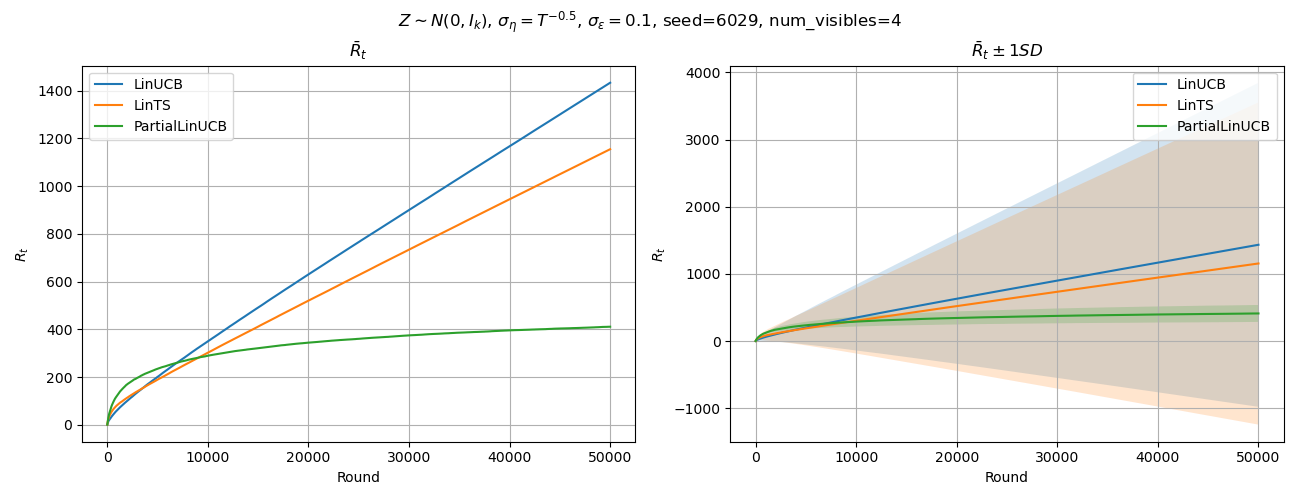 Z ∼ N(0, I_k), σ_η = T^{−0.5}, σ_ε = 0.1, seed=6029, num_visibles=4
R̄_t
1400
1200
1000
800
600
400
200
0
R_t
LinUCB
LinTS
PartialLinUCB
0
10000
20000
30000
40000
50000
Round
R̄_t ± 1SD
4000
3000
2000
1000
0
−1000
R_t
LinUCB
LinTS
PartialLinUCB
0
10000
20000
30000
40000
50000
Round